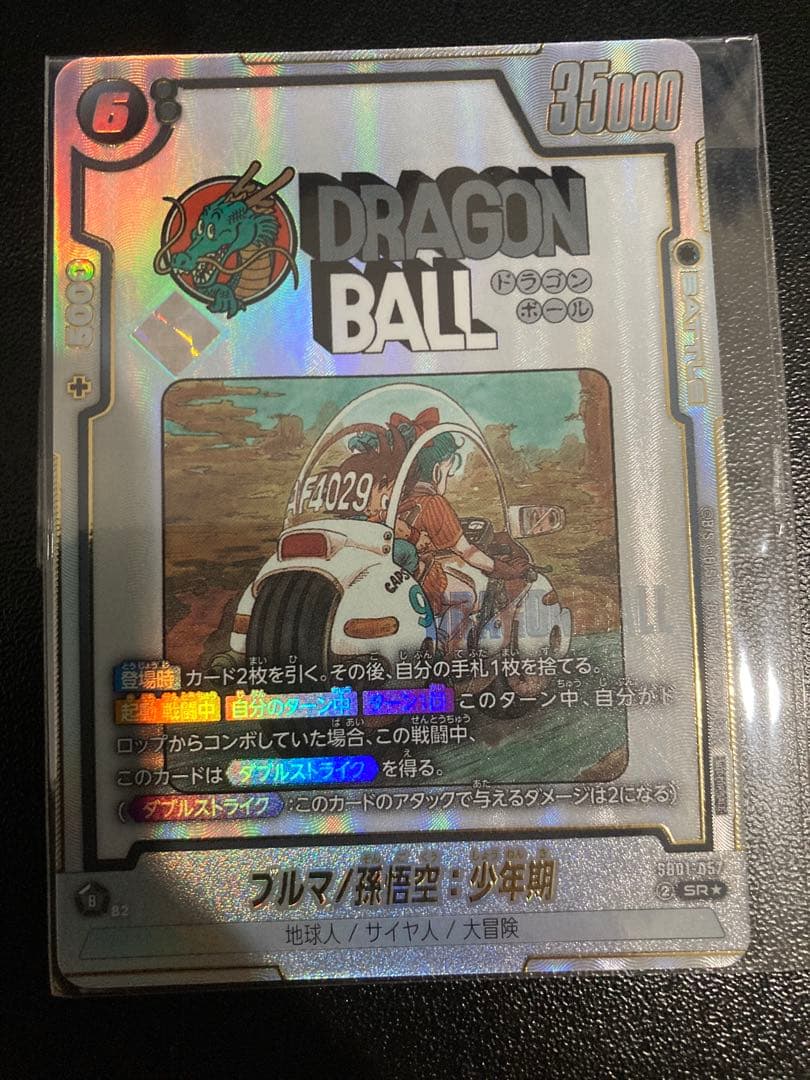 6
35000
DRAGON
BALL
ドラゴン
ボール
BATTLE
+5000
AF4029
CAPS
9
登場時 カード2枚を引く。その後、自分の手札1枚を捨てる。
起動 戦闘中 自分のターン中 ターン1回 このターン中、自分がド
ロップからコンボしていた場合、この戦闘中、
このカードは ダブルストライク を得る。
( ダブルストライク :このカードのアタックで与えるダメージは2になる)
ブルマ/孫悟空:少年期
SB01-057
2 SR★
B
B2
地球人 / サイヤ人 / 大冒険